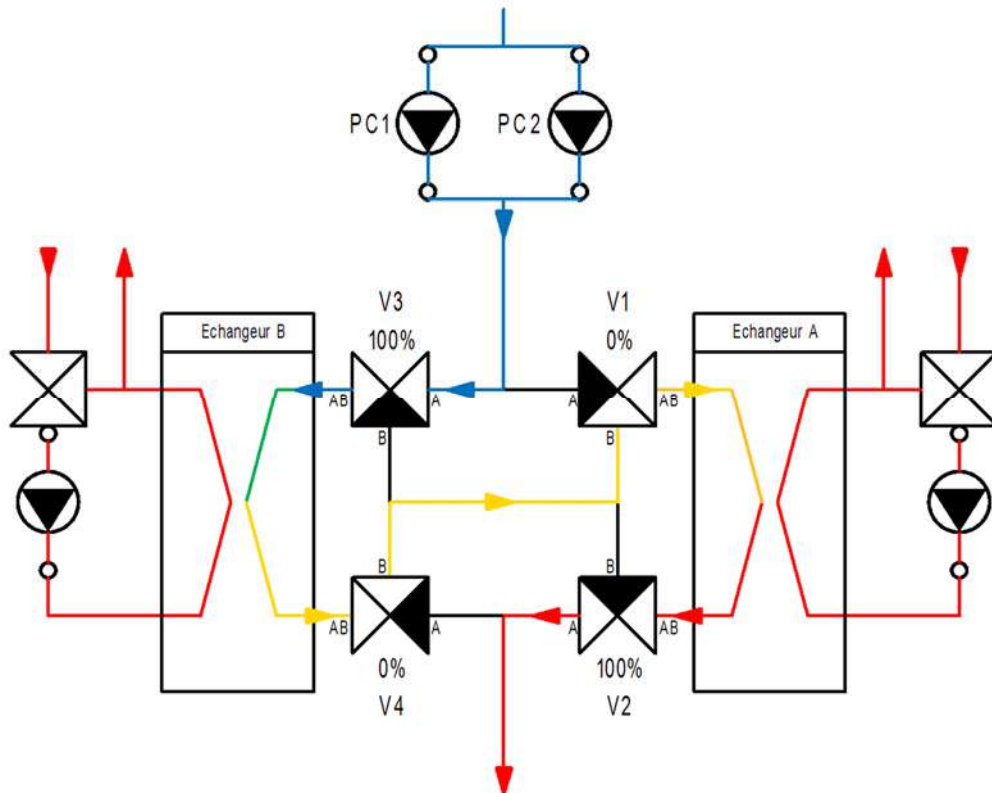 PC1
PC2
V3
V1
100%
0%
Echangeur B
Echangeur A
AB
A
A
AB
B
B
B
B
AB
A
A
AB
0%
100%
V4
V2